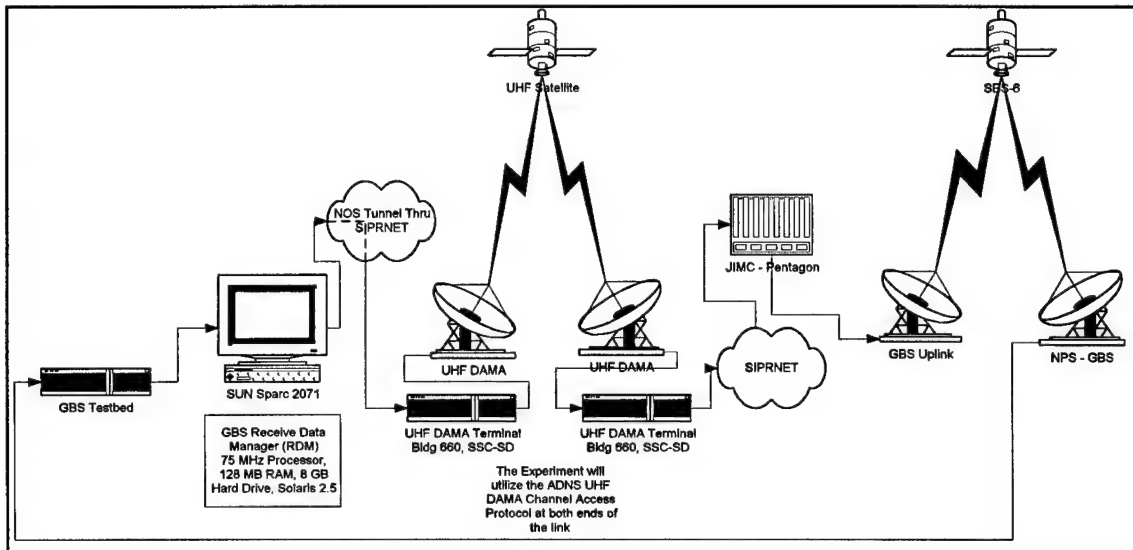 UHF Satellite
SBS-6
NOS Tunnel Thru
SIPRNET
JIMC - Pentagon
UHF DAMA
UHF DAMA
SIPRNET
GBS Uplink
NPS - GBS
GBS Testbed
SUN Sparc 2071
GBS Receive Data
Manager (RDM)
75 MHz Processor,
128 MB RAM, 8 GB
Hard Drive, Solaris 2.5
UHF DAMA Terminal
Bldg 660, SSC-SD
UHF DAMA Terminal
Bldg 660, SSC-SD
The Experiment will
utilize the ADNS UHF
DAMA Channel Access
Protocol at both ends of
the link